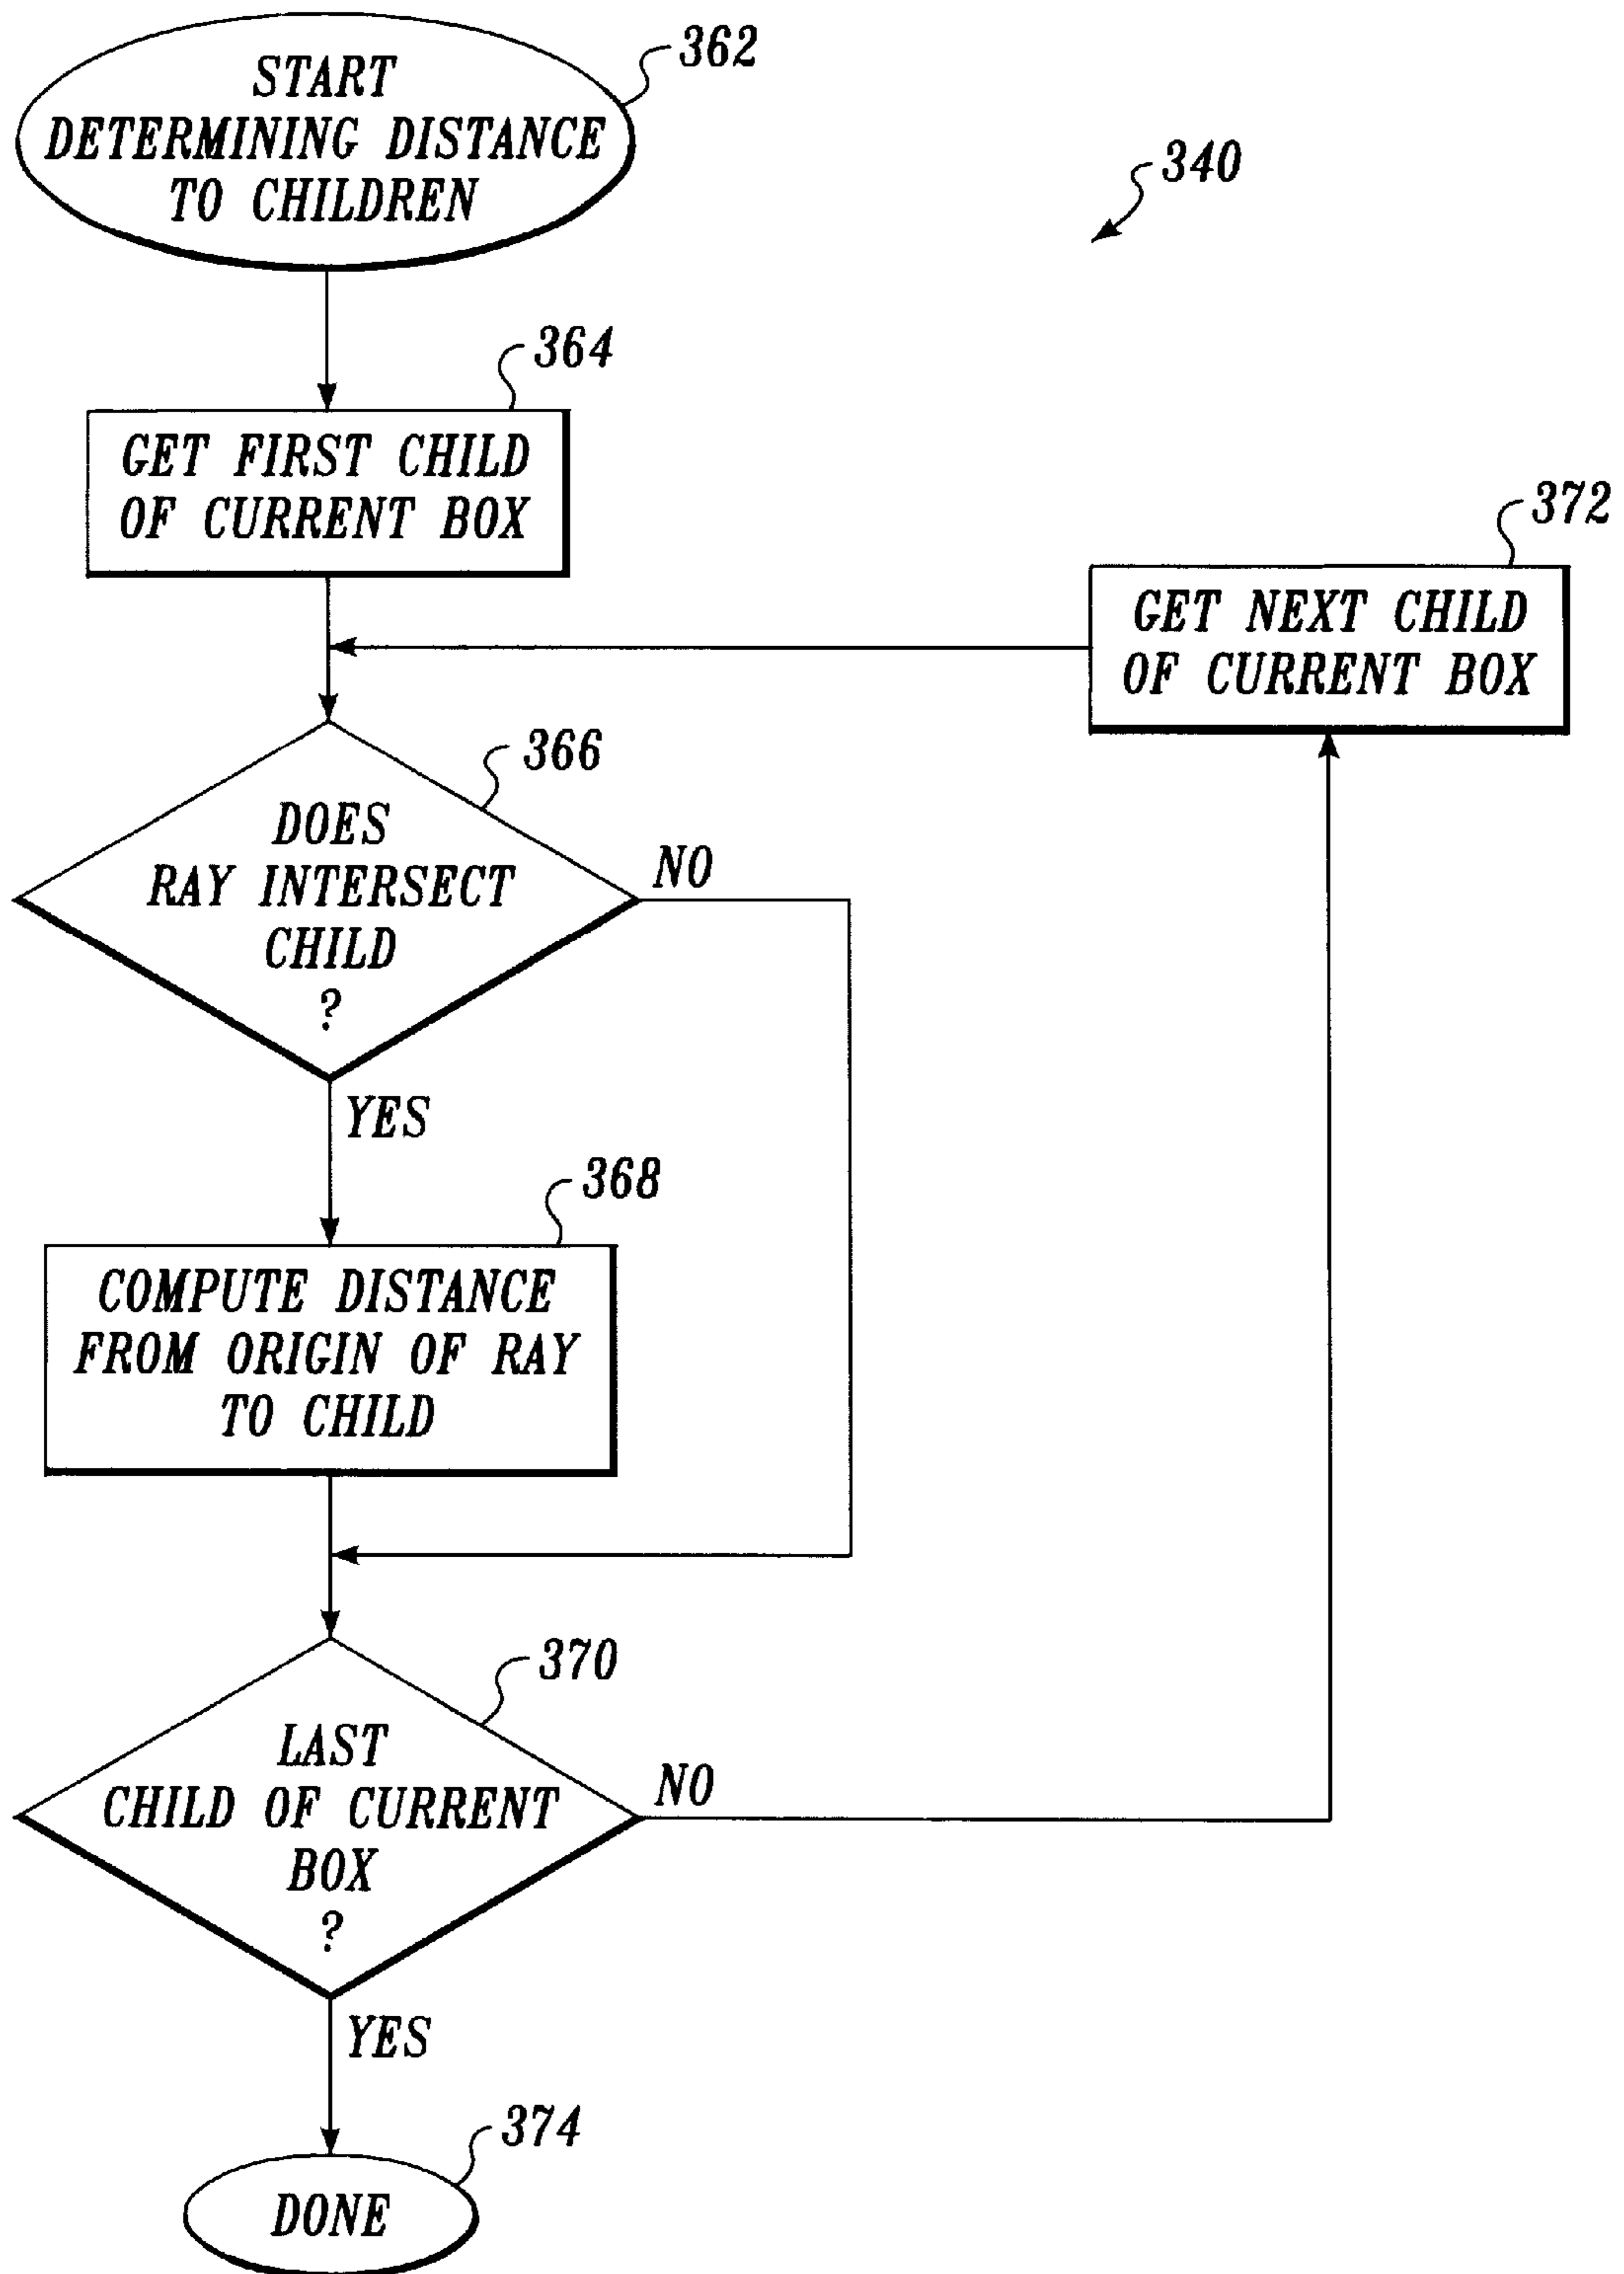 START
DETERMINING DISTANCE
TO CHILDREN
362
340
364
GET FIRST CHILD
OF CURRENT BOX
372
GET NEXT CHILD
OF CURRENT BOX
366
DOES
RAY INTERSECT
CHILD
?
NO
YES
368
COMPUTE DISTANCE
FROM ORIGIN OF RAY
TO CHILD
370
LAST
CHILD OF CURRENT
BOX
?
NO
YES
374
DONE